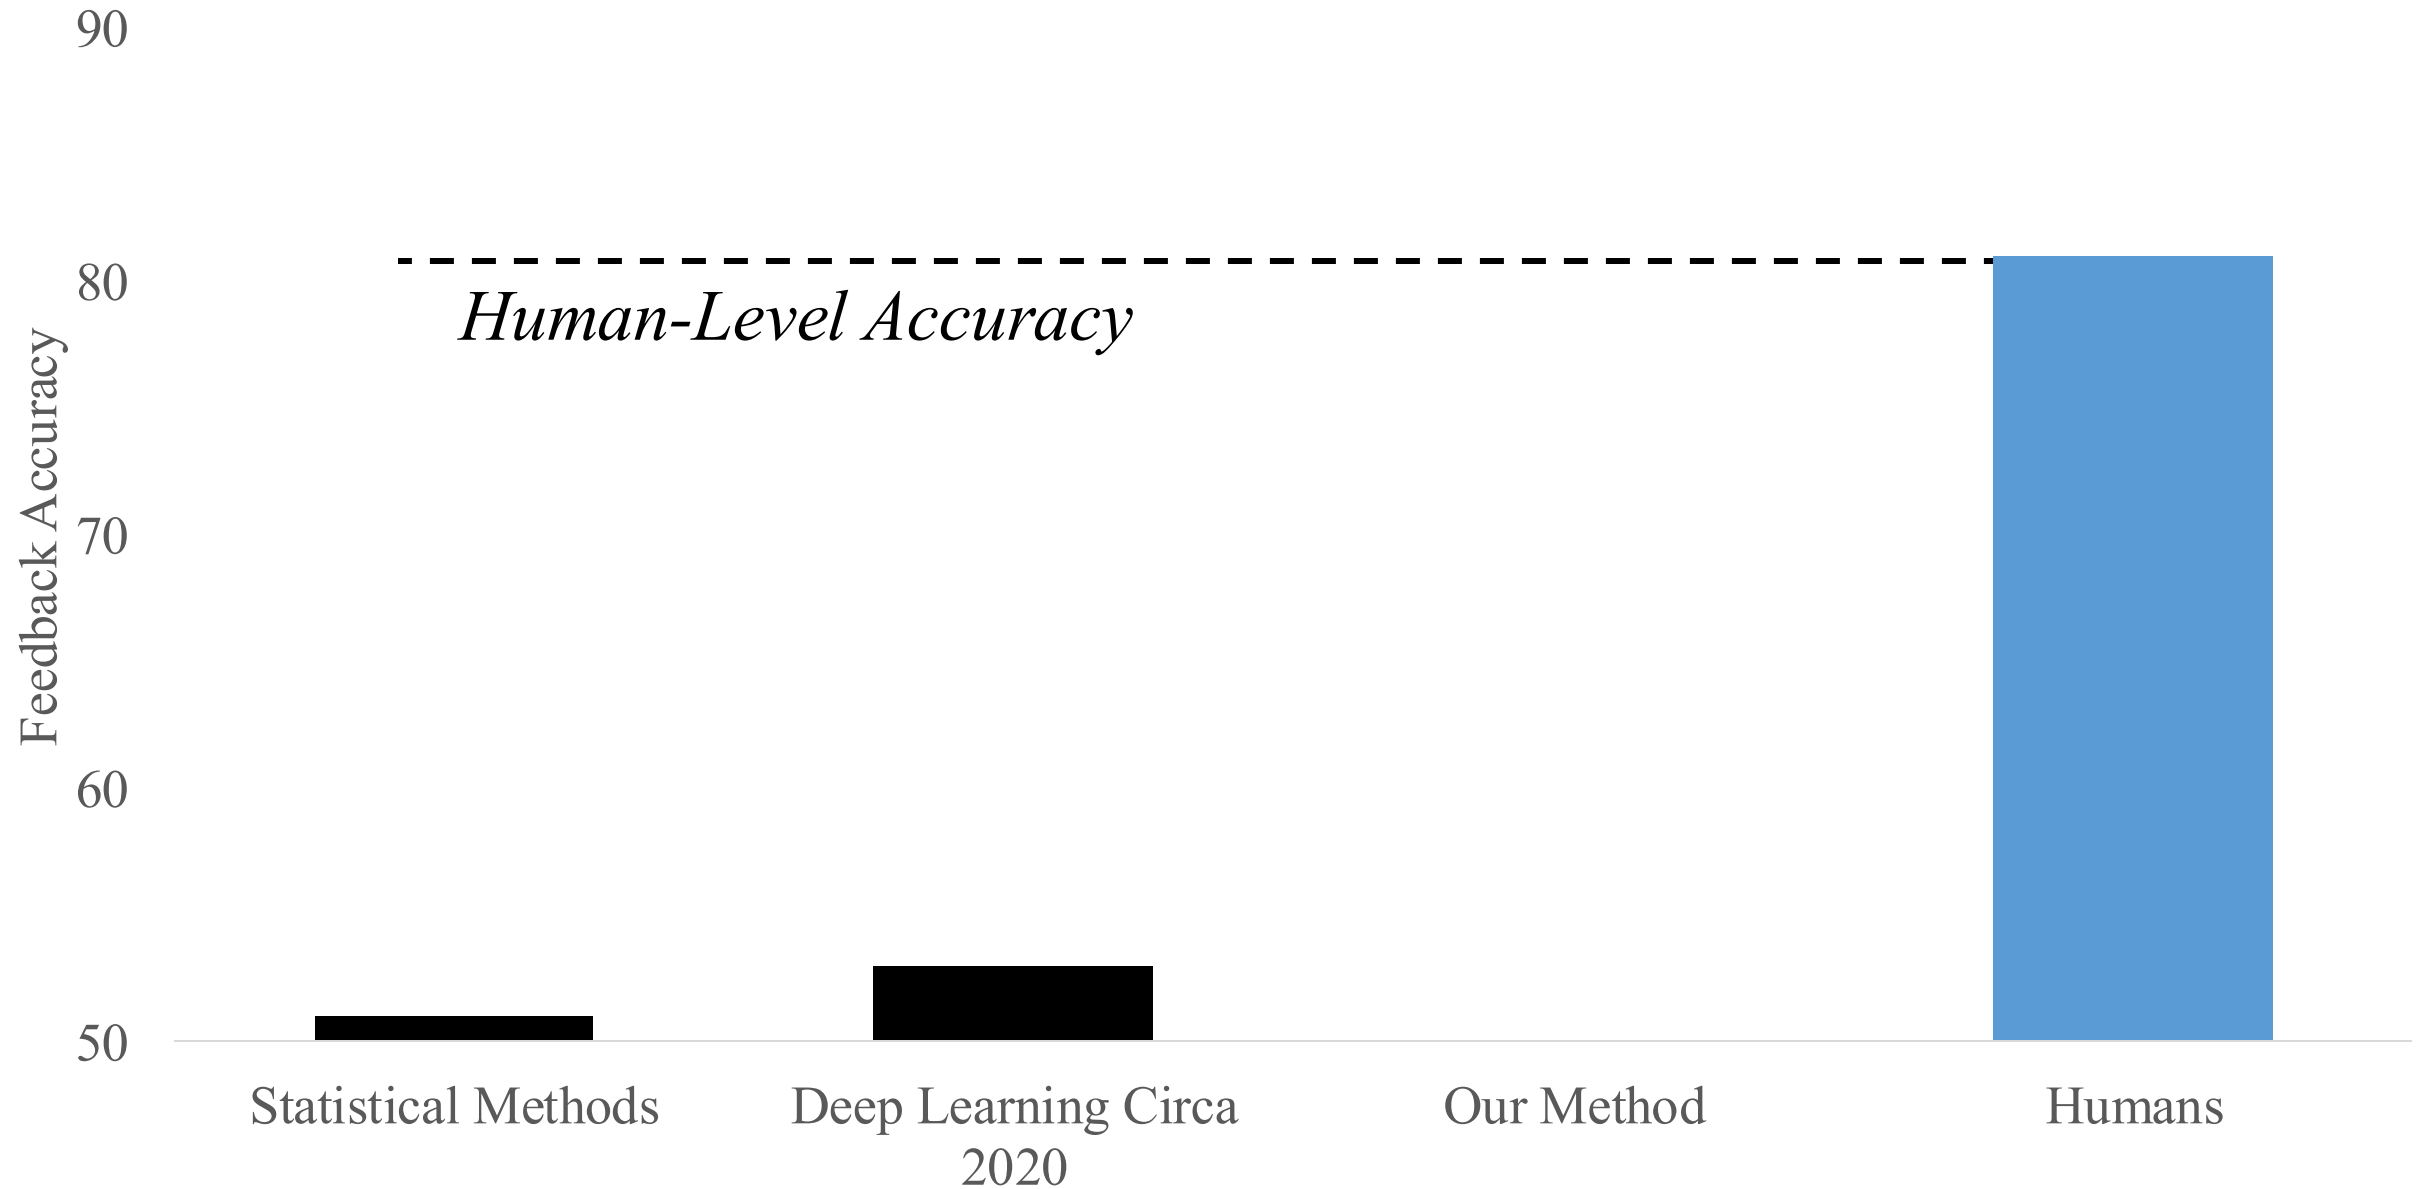 90
80
70
60
50
Feedback Accuracy
Human-Level Accuracy
Statistical Methods
Deep Learning Circa
2020
Our Method
Humans